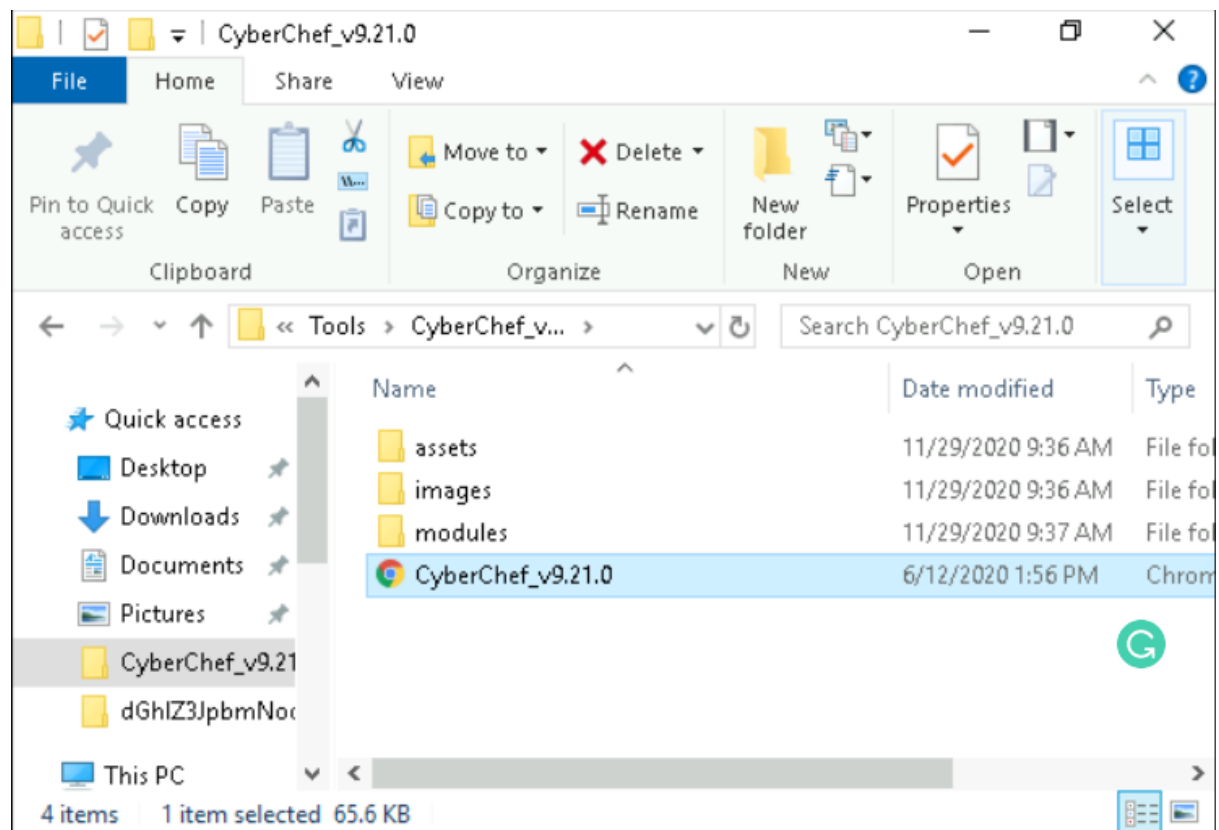 CyberChef_v9.21.0
File Home Share View
Pin to Quick access
Copy
Paste
Move to
Copy to
Delete
Rename
New folder
Properties
Select
Clipboard Organize New Open
« Tools > CyberChef_v... >
Search CyberChef_v9.21.0
Name Date modified Type
Quick access
Desktop
Downloads
Documents
Pictures
CyberChef_v9.21
dGhlZ3JpbmNoc
This PC
assets 11/29/2020 9:36 AM File fol
images 11/29/2020 9:36 AM File fol
modules 11/29/2020 9:37 AM File fol
CyberChef_v9.21.0 6/12/2020 1:56 PM Chrom
4 items 1 item selected 65.6 KB